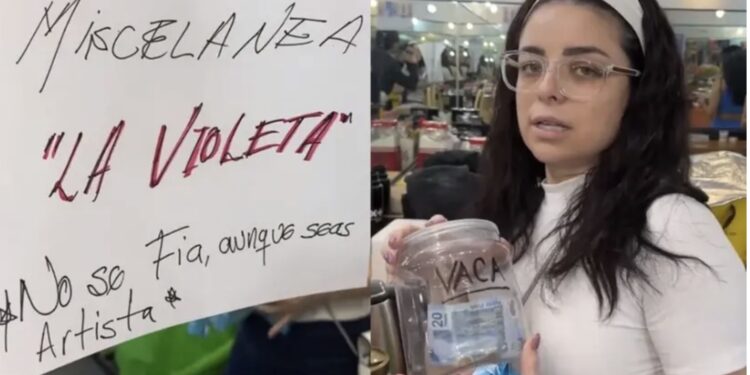 MISCELANEA
"LA VIOLETA"
*No se Fia, aunque seas
Artista*
VACA
20